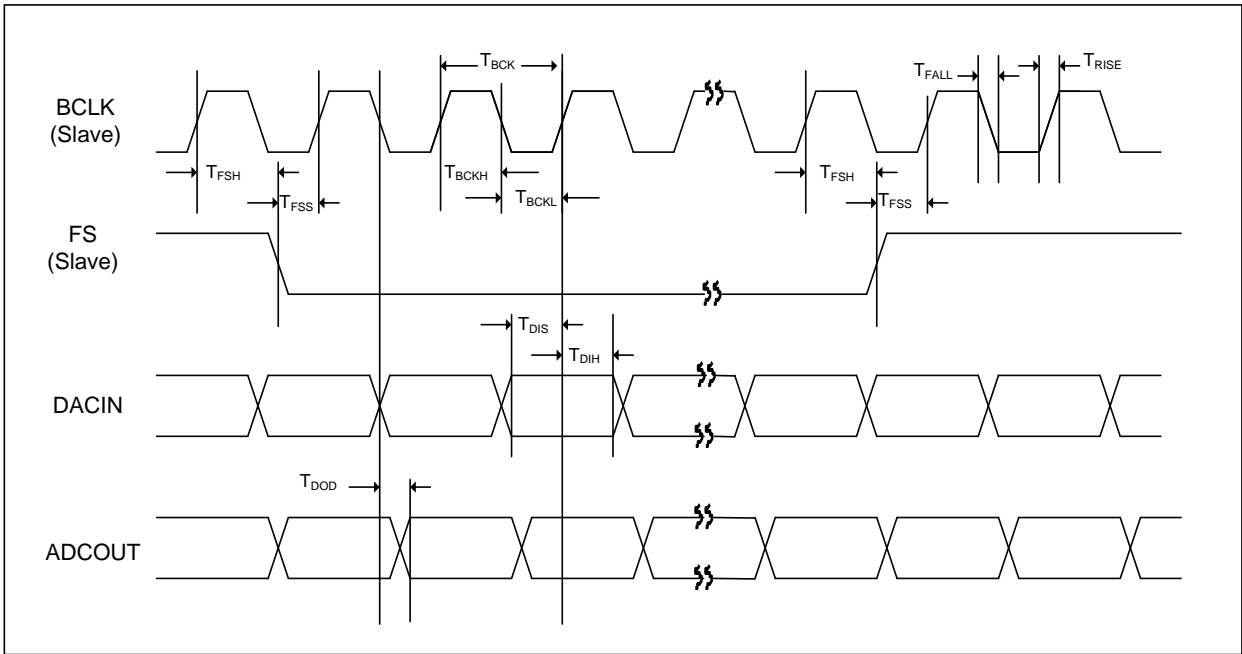 T_BCK
T_FALL
T_RISE
BCLK
(Slave)
T_FSH
T_BCKH
T_FSH
T_FSS
T_BCKL
T_FSS
FS
(Slave)
T_DIS
T_DIH
DACIN
T_DOD
ADCOUT